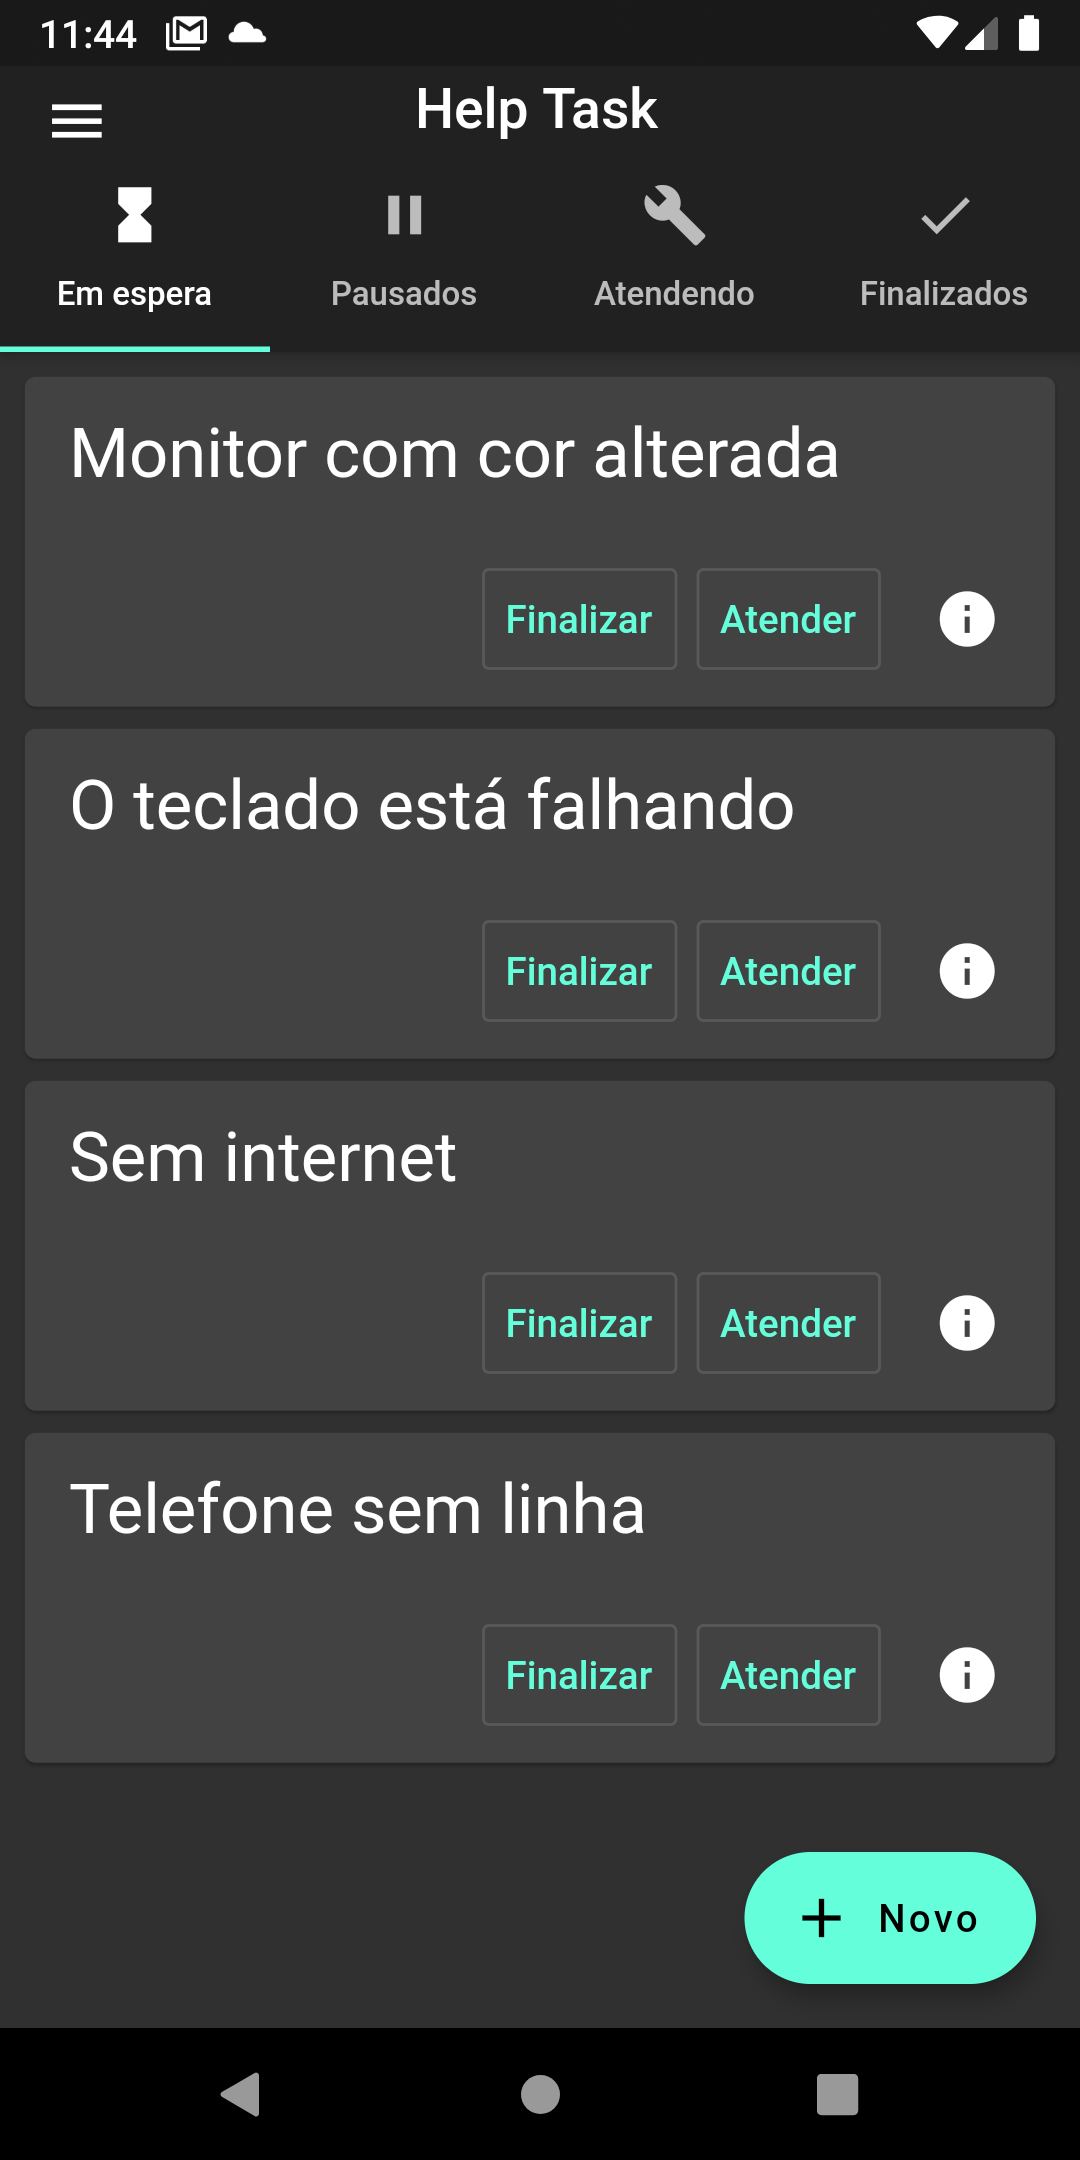 11:44
Help Task
Em espera Pausados Atendendo Finalizados
Monitor com cor alterada
Finalizar Atender
O teclado está falhando
Finalizar Atender
Sem internet
Finalizar Atender
Telefone sem linha
Finalizar Atender
Novo